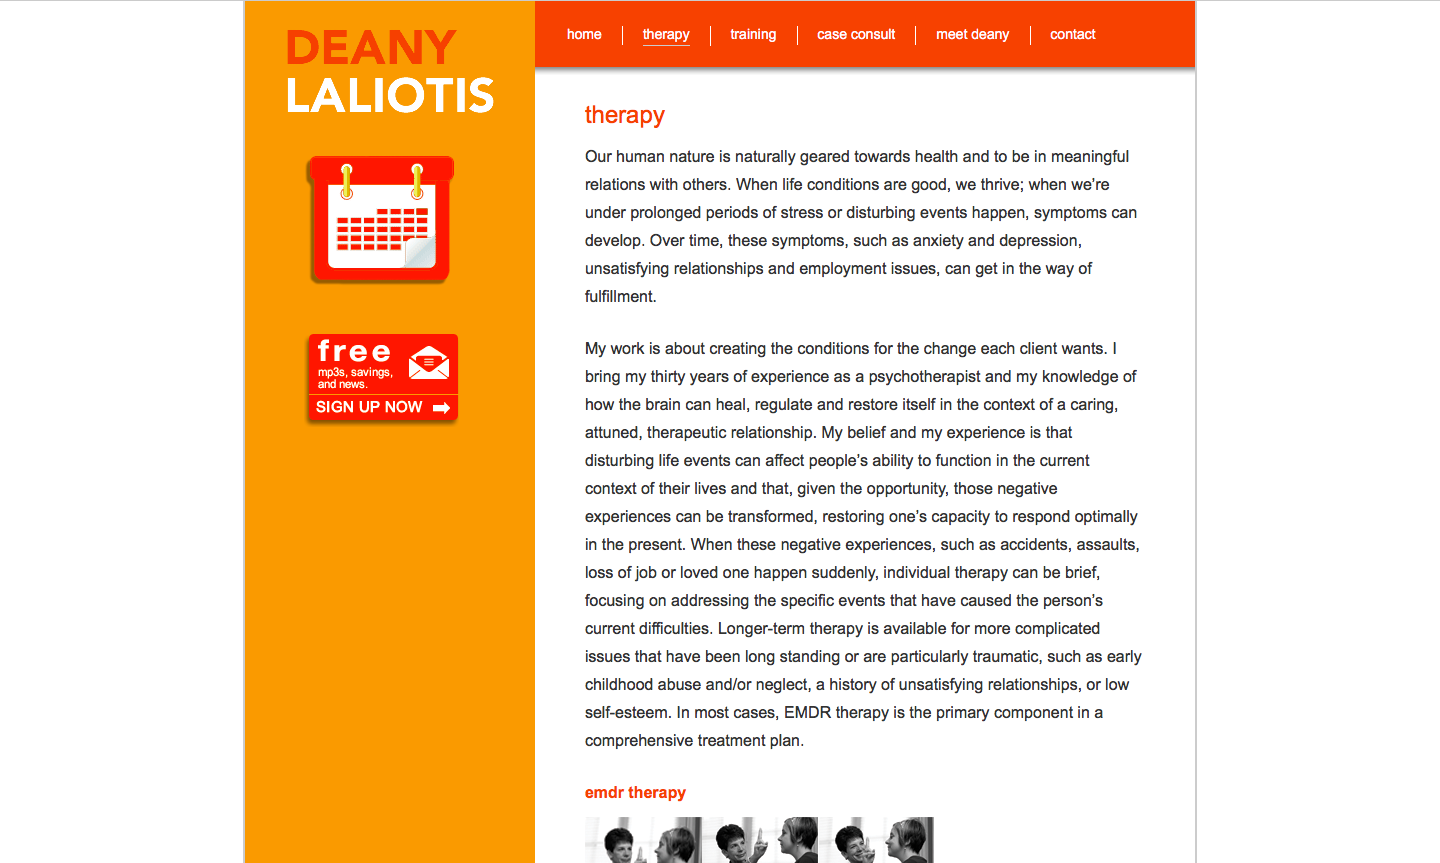 DEANY
LALIOTIS
home
therapy
training
case consult
meet deany
contact
free
mp3s, savings,
and news.
SIGN UP NOW
therapy
Our human nature is naturally geared towards health and to be in meaningful
relations with others. When life conditions are good, we thrive; when we’re
under prolonged periods of stress or disturbing events happen, symptoms can
develop. Over time, these symptoms, such as anxiety and depression,
unsatisfying relationships and employment issues, can get in the way of
fulfillment.
My work is about creating the conditions for the change each client wants. I
bring my thirty years of experience as a psychotherapist and my knowledge of
how the brain can heal, regulate and restore itself in the context of a caring,
attuned, therapeutic relationship. My belief and my experience is that
disturbing life events can affect people’s ability to function in the current
context of their lives and that, given the opportunity, those negative
experiences can be transformed, restoring one’s capacity to respond optimally
in the present. When these negative experiences, such as accidents, assaults,
loss of job or loved one happen suddenly, individual therapy can be brief,
focusing on addressing the specific events that have caused the person’s
current difficulties. Longer-term therapy is available for more complicated
issues that have been long standing or are particularly traumatic, such as early
childhood abuse and/or neglect, a history of unsatisfying relationships, or low
self-esteem. In most cases, EMDR therapy is the primary component in a
comprehensive treatment plan.
emdr therapy